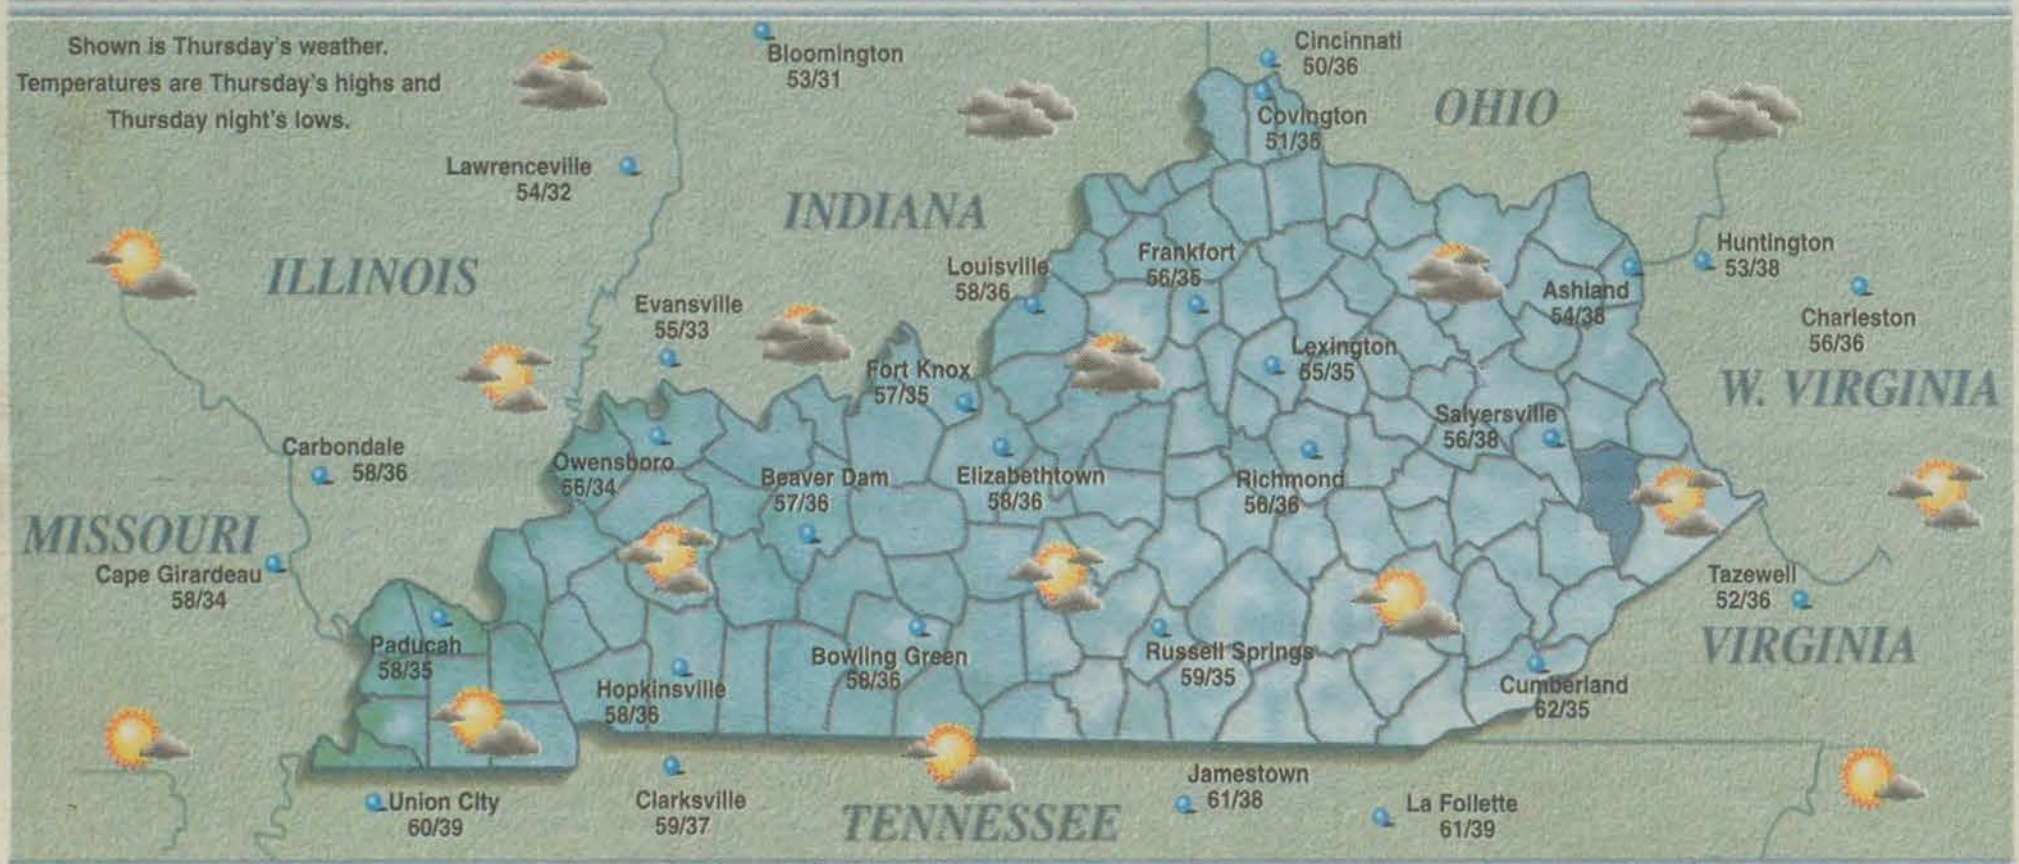 Shown is Thursday's weather.
Temperatures are Thursday's highs and
Thursday night's lows.
Bloomington
53/31
Cincinnati
50/36
Covington
51/35
OHIO
Lawrenceville
54/32
INDIANA
ILLINOIS
Louisville
58/36
Frankfort
56/35
Huntington
53/38
Ashland
54/38
Charleston
56/36
Evansville
55/33
Fort Knox
57/35
Lexington
55/35
W. VIRGINIA
Salyersville
56/38
Carbondale
58/36
Owensboro
56/34
Beaver Dam
57/36
Elizabethtown
58/36
Richmond
56/36
MISSOURI
Cape Girardeau
58/34
Tazewell
52/36
VIRGINIA
Paducah
58/35
Hopkinsville
58/36
Bowling Green
58/36
Russell Springs
59/35
Cumberland
62/35
Union City
60/39
Clarksville
59/37
TENNESSEE
Jamestown
61/38
La Follette
61/39